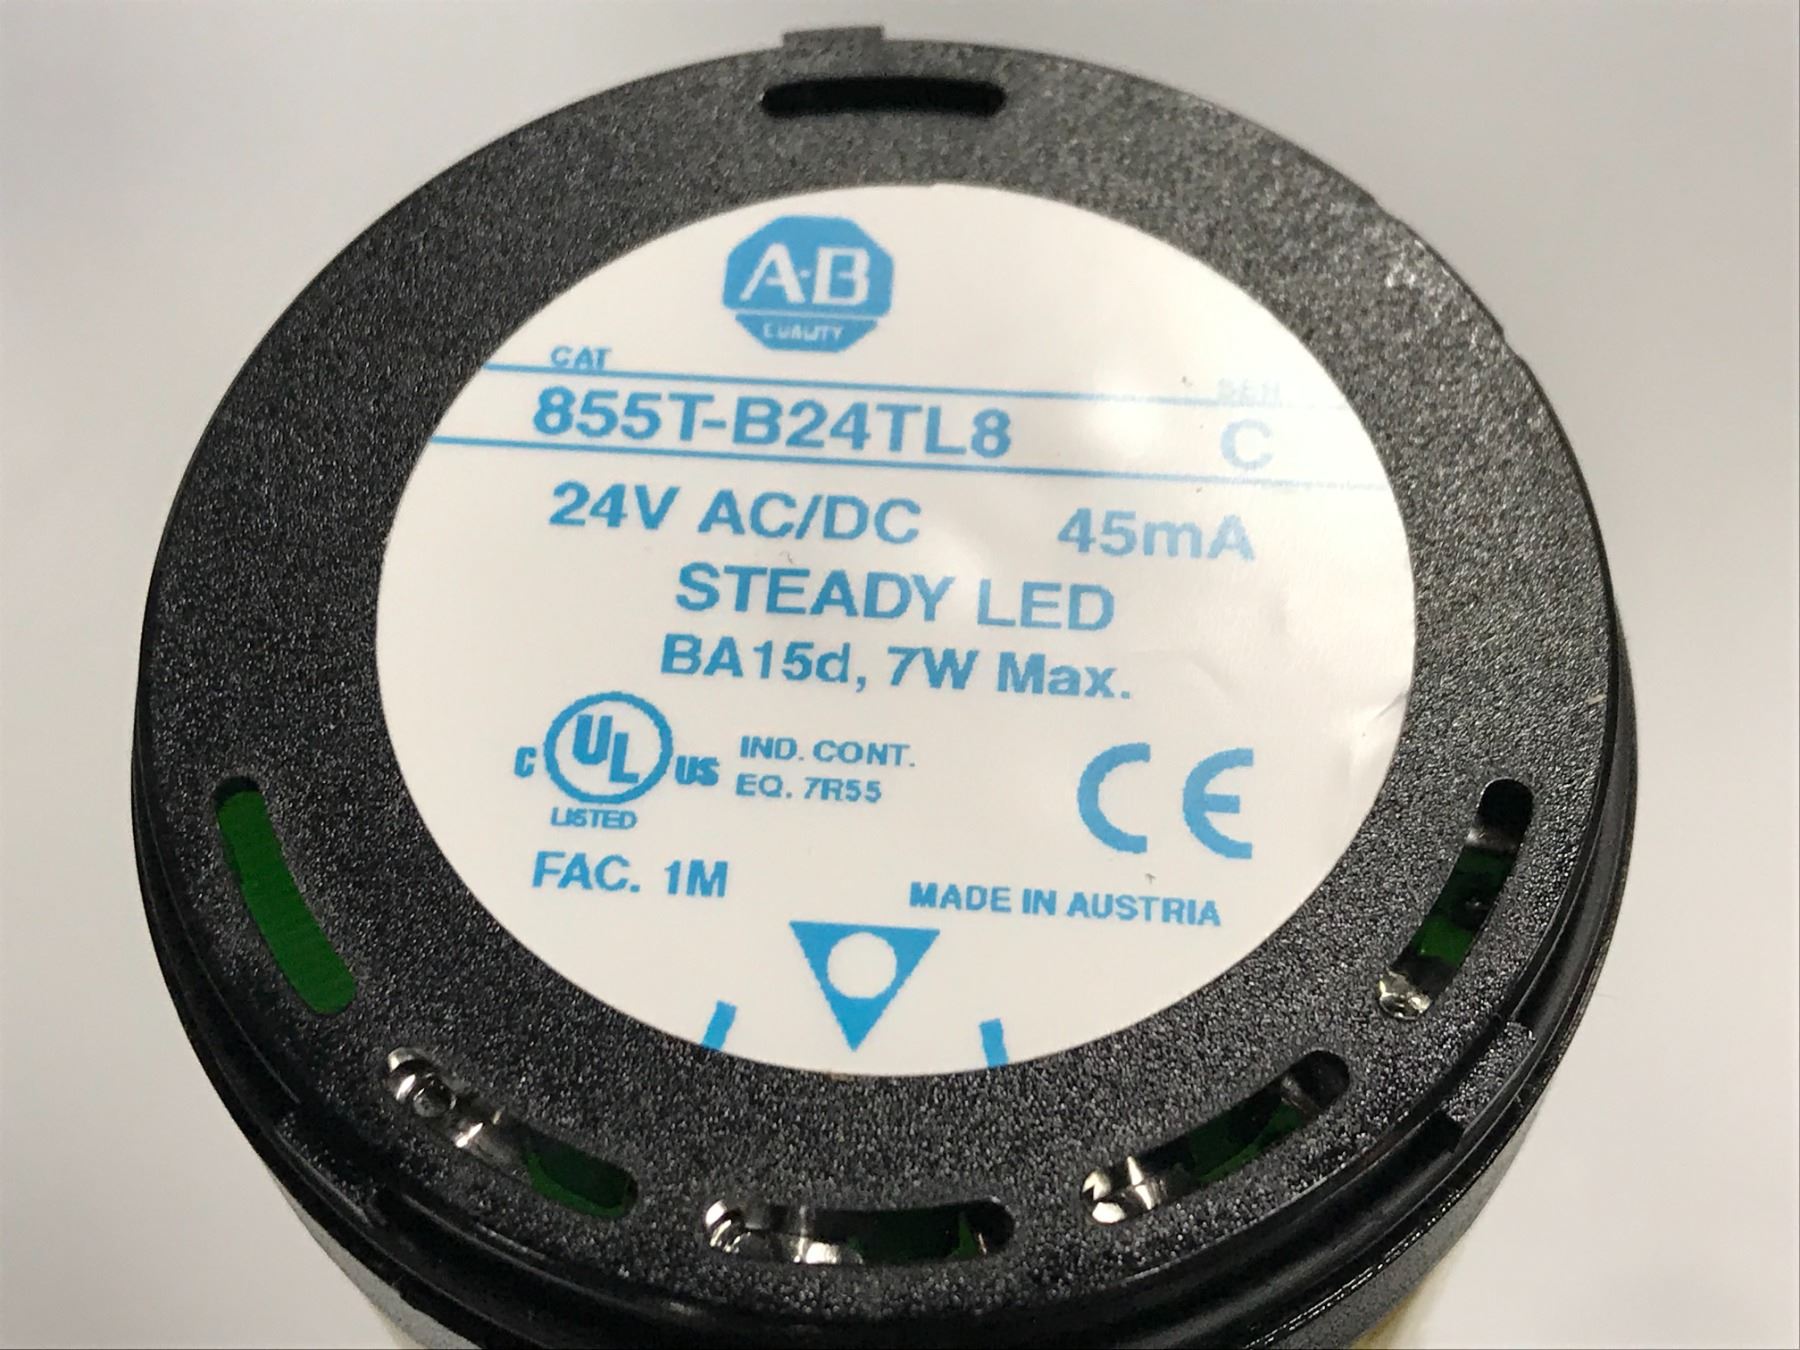 A-B
QUALITY
CAT SER
855T-B24TL8 C
24V AC/DC 45mA
STEADY LED
BA15d, 7W Max.
C UL US IND. CONT.
EQ. 7R55
LISTED
CE
FAC. 1M
MADE IN AUSTRIA